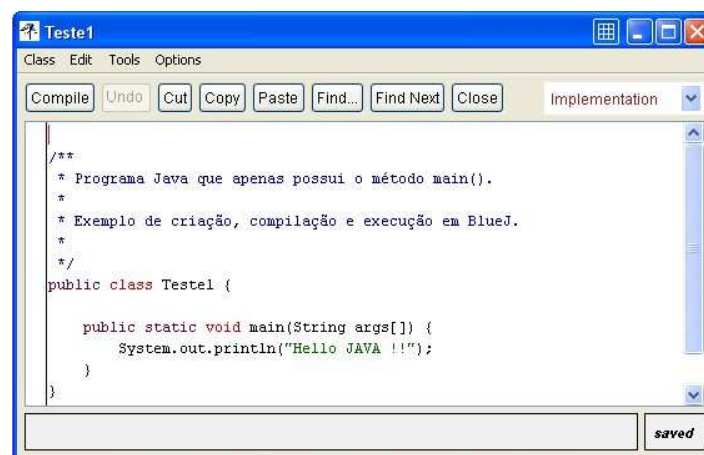 Teste1
Class Edit Tools Options
Compile Undo Cut Copy Paste Find... Find Next Close Implementation
/**
* Programa Java que apenas possui o método main().
*
* Exemplo de criação, compilação e execução em BlueJ.
*
*/
public class Teste1 {
public static void main(String args[]) {
System.out.println("Hello JAVA !!");
}
}
saved